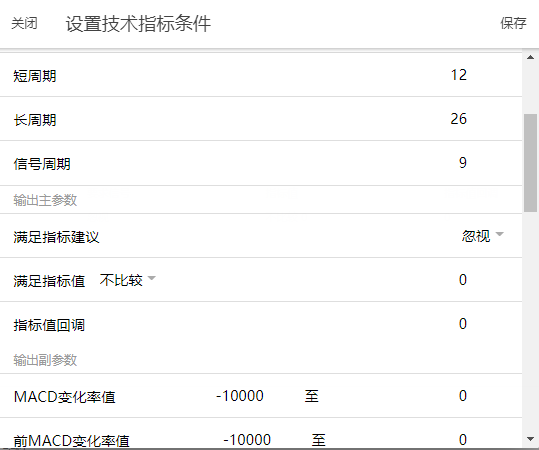 关闭 设置技术指标条件 保存
短周期 12
长周期 26
信号周期 9
输出主参数
满足指标建议 忽视
满足指标值 不比较 0
指标值回调 0
输出副参数
MACD变化率值 -10000 至 0
前MACD变化率值 -10000 至 0